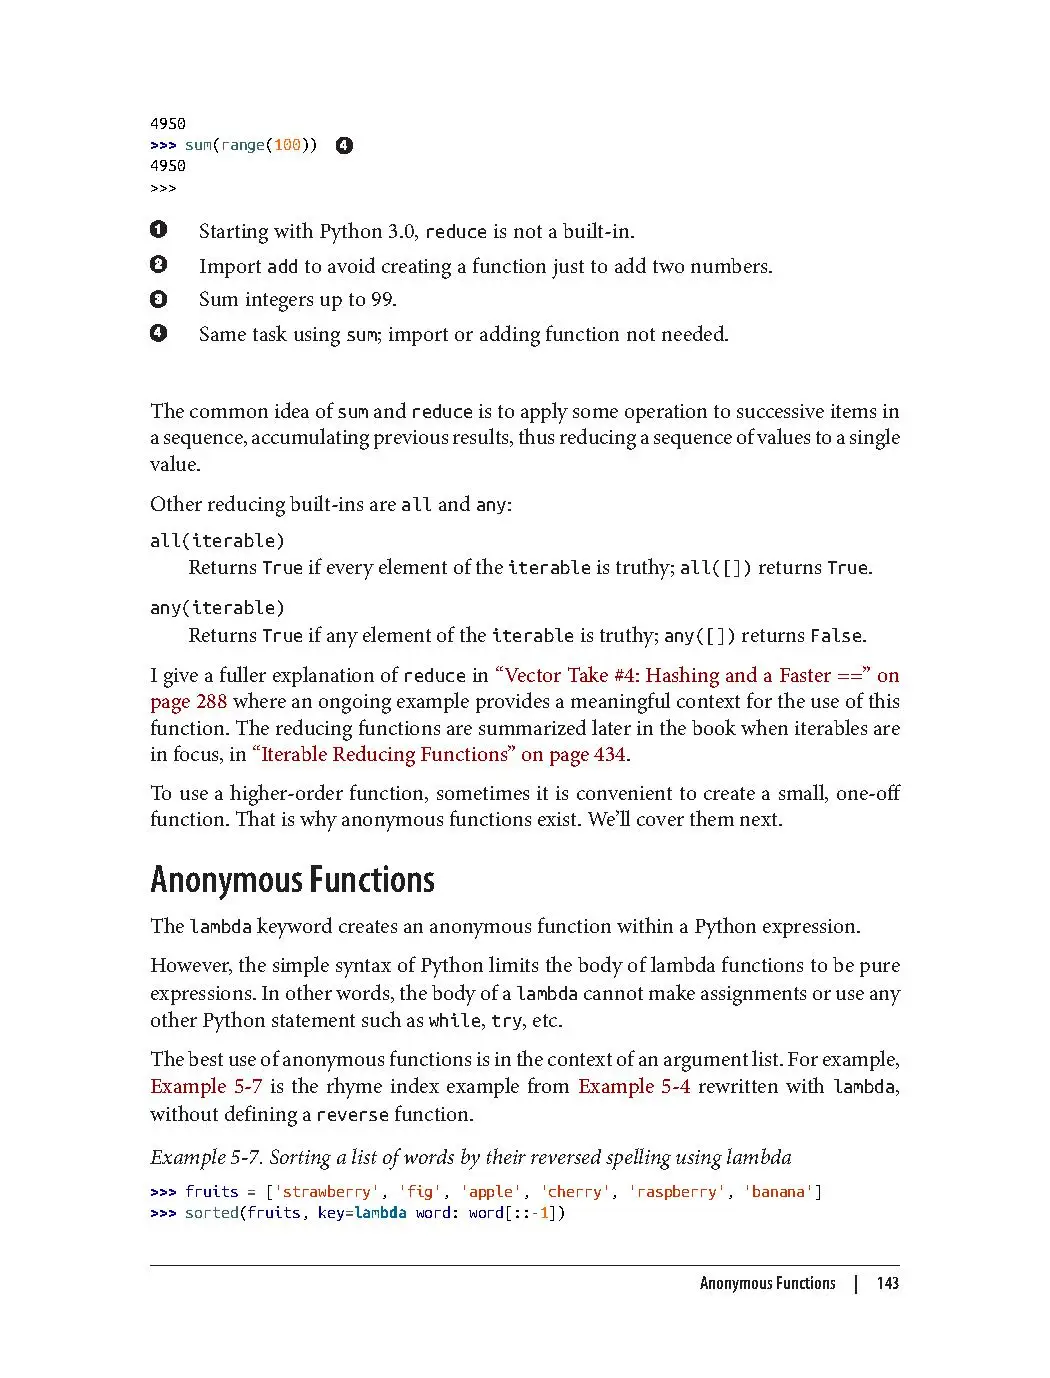 4950
>>> sum(range(100)) ❹
4950
>>>
❶ Starting with Python 3.0, reduce is not a built-in.
❷ Import add to avoid creating a function just to add two numbers.
❸ Sum integers up to 99.
❹ Same task using sum; import or adding function not needed.
The common idea of sum and reduce is to apply some operation to successive items in
a sequence, accumulating previous results, thus reducing a sequence of values to a single
value.
Other reducing built-ins are all and any:
all(iterable)
Returns True if every element of the iterable is truthy; all([]) returns True.
any(iterable)
Returns True if any element of the iterable is truthy; any([]) returns False.
I give a fuller explanation of reduce in “Vector Take #4: Hashing and a Faster ==” on
page 288 where an ongoing example provides a meaningful context for the use of this
function. The reducing functions are summarized later in the book when iterables are
in focus, in “Iterable Reducing Functions” on page 434.
To use a higher-order function, sometimes it is convenient to create a small, one-off
function. That is why anonymous functions exist. We’ll cover them next.
Anonymous Functions
The lambda keyword creates an anonymous function within a Python expression.
However, the simple syntax of Python limits the body of lambda functions to be pure
expressions. In other words, the body of a lambda cannot make assignments or use any
other Python statement such as while, try, etc.
The best use of anonymous functions is in the context of an argument list. For example,
Example 5-7 is the rhyme index example from Example 5-4 rewritten with lambda,
without defining a reverse function.
Example 5-7. Sorting a list of words by their reversed spelling using lambda
>>> fruits = ['strawberry', 'fig', 'apple', 'cherry', 'raspberry', 'banana']
>>> sorted(fruits, key=lambda word: word[::-1])
Anonymous Functions | 143